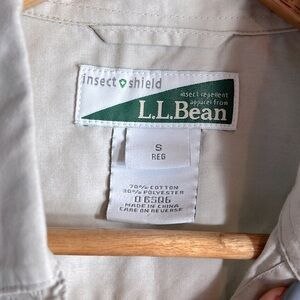 insect shield
insect repellent
apparel from
L.L.Bean
S
REG
70% COTTON
30% POLYESTER
0 6SQ6
MADE IN CHINA
CARE ON REVERSE